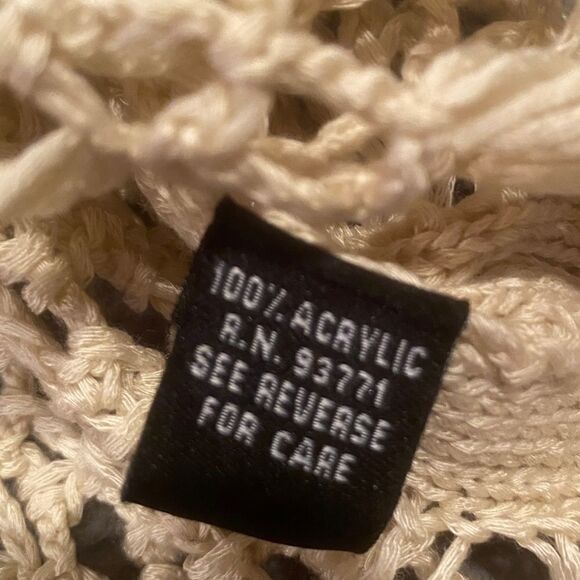 100% ACRYLIC
R.N. 93771
SEE REVERSE
FOR CARE